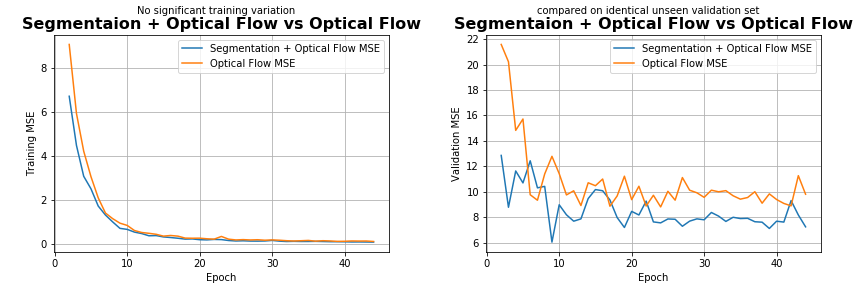 No significant training variation
Segmentaion + Optical Flow vs Optical Flow
Segmentation + Optical Flow MSE
Optical Flow MSE
Training MSE
8
6
4
2
0
0 10 20 30 40
Epoch
compared on identical unseen validation set
Segmentaion + Optical Flow vs Optical Flow
Segmentation + Optical Flow MSE
Optical Flow MSE
Validation MSE
22
20
18
16
14
12
10
8
6
0 10 20 30 40
Epoch